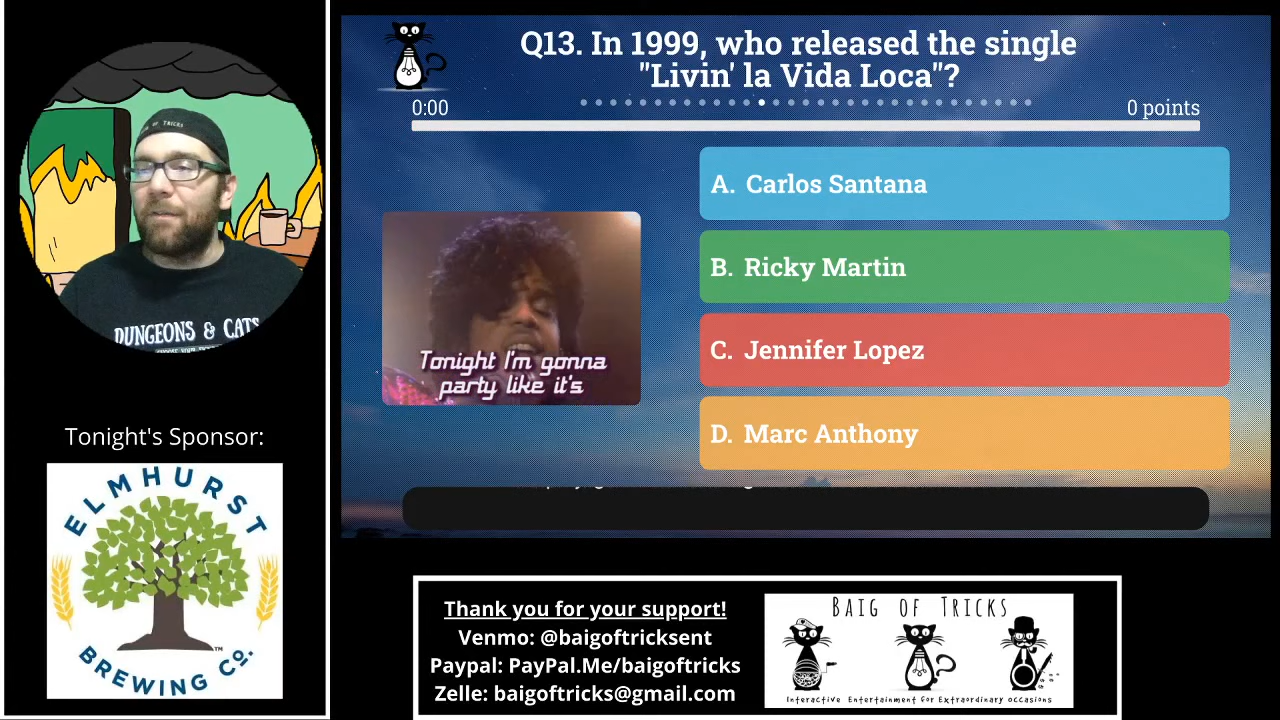 OF TRICKS
DUNGEONS & CATS
Tonight's Sponsor:
ELMHURST
BREWING CO.
TM
Q13. In 1999, who released the single
"Livin' la Vida Loca"?
0:00
0 points
Tonight I'm gonna
party like it's
A. Carlos Santana
B. Ricky Martin
C. Jennifer Lopez
D. Marc Anthony
Thank you for your support!
Venmo: @baigoftricksent
Paypal: PayPal.Me/baigoftricks
Zelle: baigoftricks@gmail.com
BAIG OF TRICKS
Interactive Entertainment for Extraordinary occasions